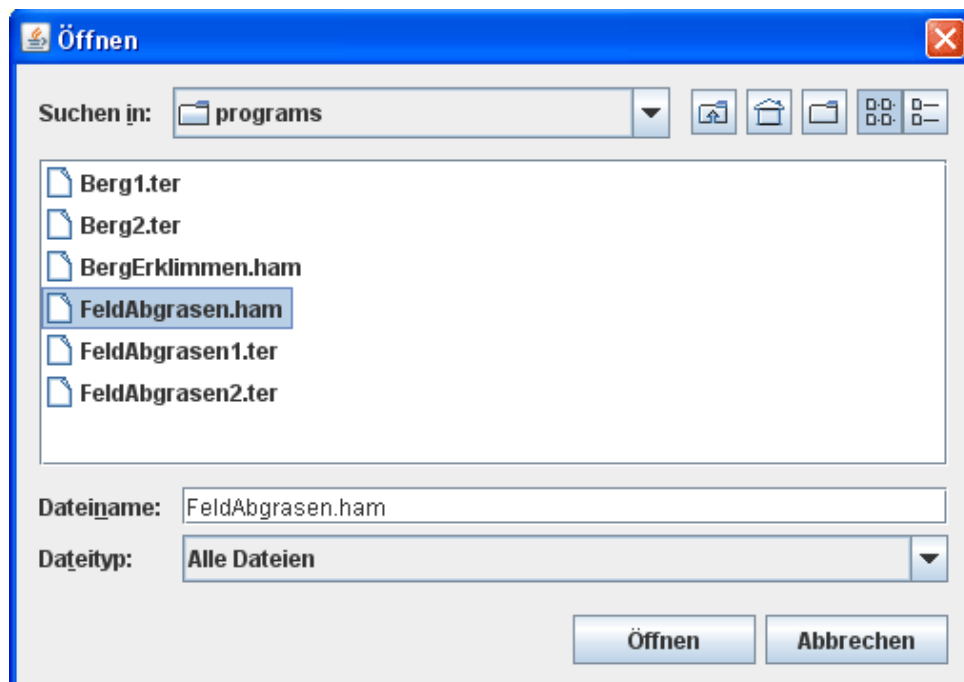 Öffnen
Suchen in: programs
Berg1.ter
Berg2.ter
BergErklimmen.ham
FeldAbgrasen.ham
FeldAbgrasen1.ter
FeldAbgrasen2.ter
Dateiname: FeldAbgrasen.ham
Dateityp: Alle Dateien
Öffnen Abbrechen